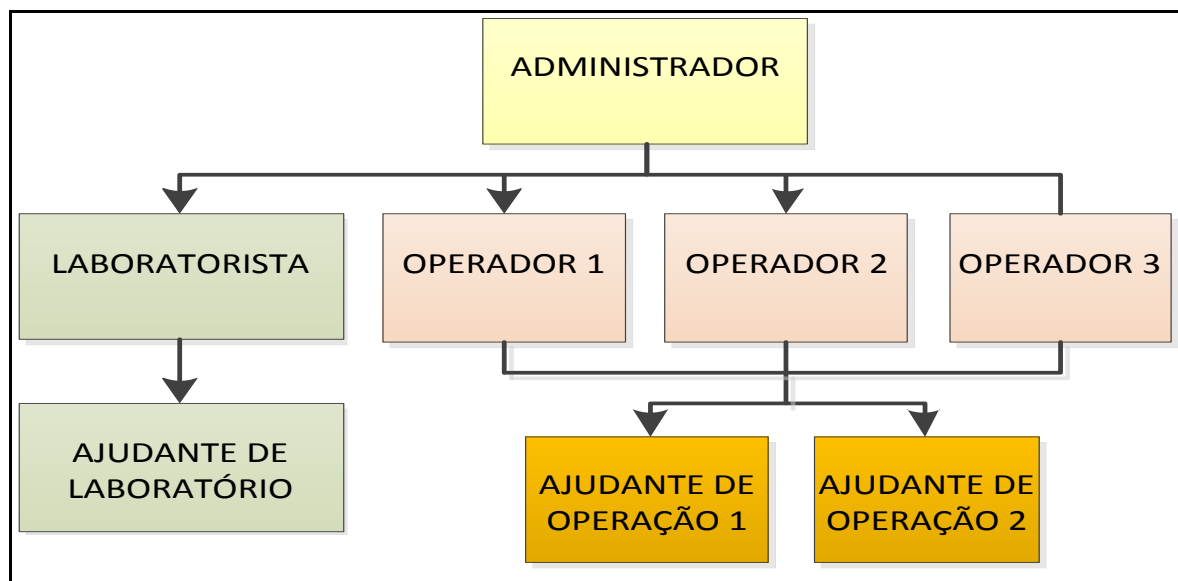 ADMINISTRADOR
LABORATORISTA
OPERADOR 1
OPERADOR 2
OPERADOR 3
AJUDANTE DE
LABORATÓRIO
AJUDANTE DE
OPERAÇÃO 1
AJUDANTE DE
OPERAÇÃO 2